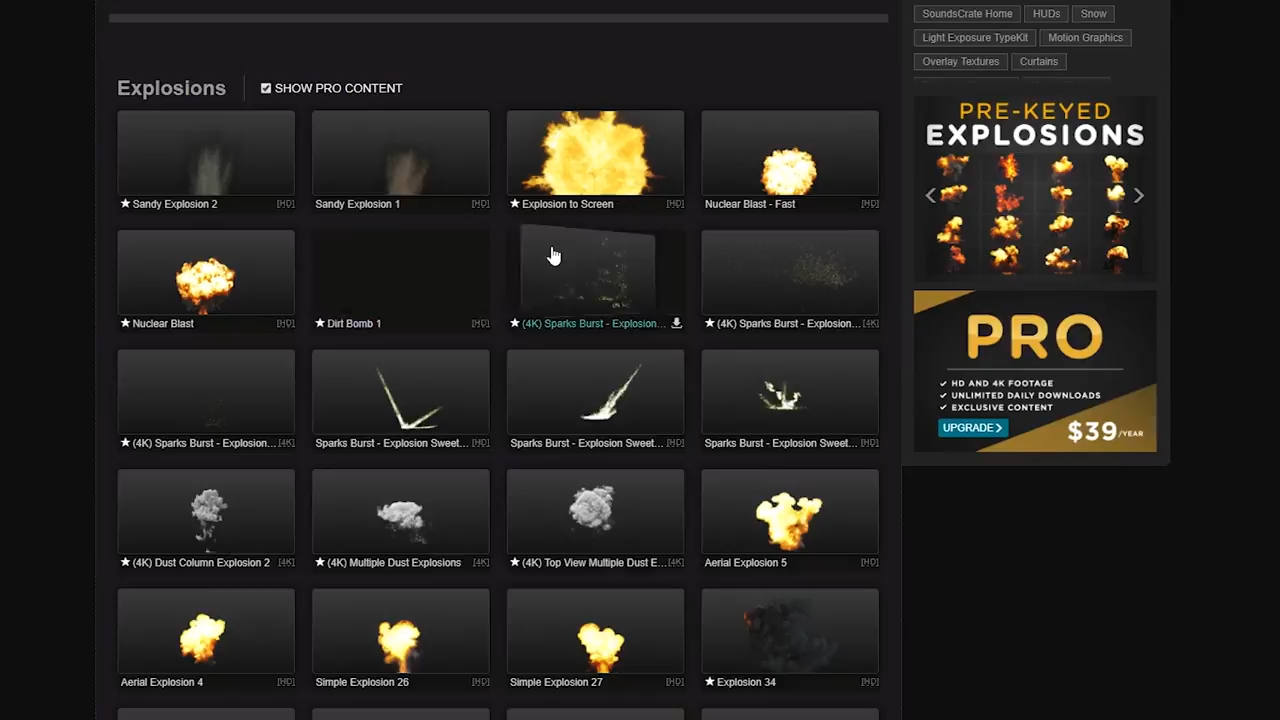 SoundsCrate Home HUDs Snow
Light Exposure TypeKit Motion Graphics
Overlay Textures Curtains
Explosions SHOW PRO CONTENT
Sandy Explosion 2 [HD]
Sandy Explosion 1 [HD]
Explosion to Screen [HD]
Nuclear Blast - Fast [HD]
Nuclear Blast [HD]
Dirt Bomb 1 [HD]
(4K) Sparks Burst - Explosion...
(4K) Sparks Burst - Explosion... [4K]
(4K) Sparks Burst - Explosion... [4K]
Sparks Burst - Explosion Sweet... [HD]
Sparks Burst - Explosion Sweet... [HD]
Sparks Burst - Explosion Sweet... [HD]
(4K) Dust Column Explosion 2 [4K]
(4K) Multiple Dust Explosions [4K]
(4K) Top View Multiple Dust E... [4K]
Aerial Explosion 5 [HD]
Aerial Explosion 4 [HD]
Simple Explosion 26 [HD]
Simple Explosion 27 [HD]
Explosion 34 [HD]
PRE-KEYED
EXPLOSIONS
PRO
HD AND 4K FOOTAGE
UNLIMITED DAILY DOWNLOADS
EXCLUSIVE CONTENT
UPGRADE $39/YEAR